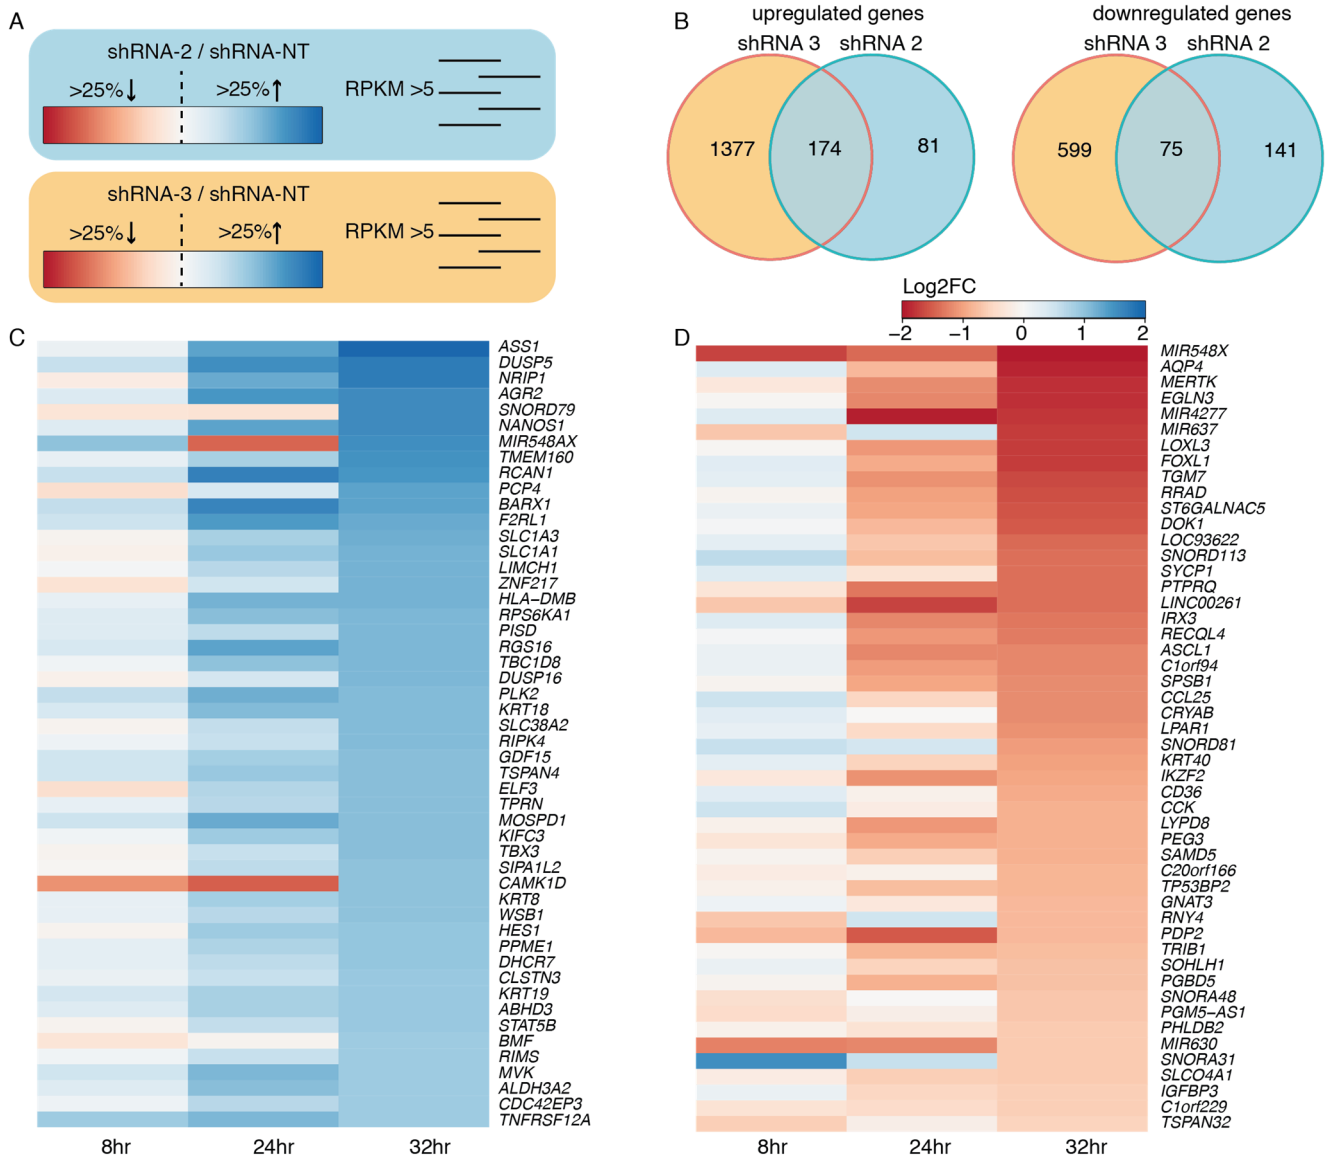 A
shRNA-2 / shRNA-NT
>25%↓ >25%↑
RPKM >5
shRNA-3 / shRNA-NT
>25%↓ >25%↑
RPKM >5
B
upregulated genes
shRNA 3 shRNA 2
1377 174 81
downregulated genes
shRNA 3 shRNA 2
599 75 141
Log2FC
−2 −1 0 1 2
C
ASS1
DUSP5
NRIP1
AGR2
SNORD79
NANOS1
MIR548AX
TMEM160
RCAN1
PCP4
BARX1
F2RL1
SLC1A3
SLC1A1
LIMCH1
ZNF217
HLA−DMB
RPS6KA1
PISD
RGS16
TBC1D8
DUSP16
PLK2
KRT18
SLC38A2
RIPK4
GDF15
TSPAN4
ELF3
TPRN
MOSPD1
KIFC3
TBX3
SIPA1L2
CAMK1D
KRT8
WSB1
HES1
PPME1
DHCR7
CLSTN3
KRT19
ABHD3
STAT5B
BMF
RIMS
MVK
ALDH3A2
CDC42EP3
TNFRSF12A
8hr 24hr 32hr
D
MIR548X
AQP4
MERTK
EGLN3
MIR4277
MIR637
LOXL3
FOXL1
TGM7
RRAD
ST6GALNAC5
DOK1
LOC93622
SNORD113
SYCP1
PTPRQ
LINC00261
IRX3
RECQL4
ASCL1
C1orf94
SPSB1
CCL25
CRYAB
LPAR1
SNORD81
KRT40
IKZF2
CD36
CCK
LYPD8
PEG3
SAMD5
C20orf166
TP53BP2
GNAT3
RNY4
PDP2
TRIB1
SOHLH1
PGBD5
SNORA48
PGM5−AS1
PHLDB2
MIR630
SNORA31
SLCO4A1
IGFBP3
C1orf229
TSPAN32
8hr 24hr 32hr